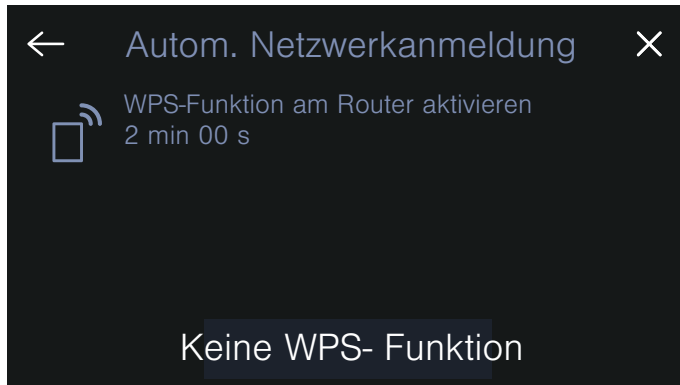 Autom. Netzwerkanmeldung
WPS-Funktion am Router aktivieren
2 min 00 s
Keine WPS- Funktion